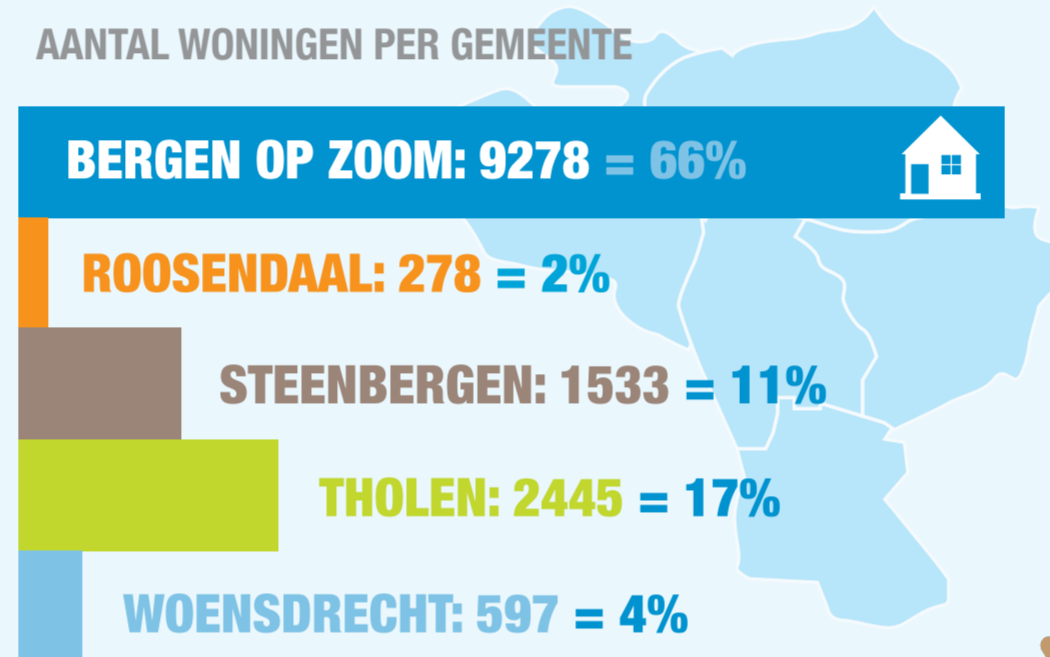 AANTAL WONINGEN PER GEMEENTE
BERGEN OP ZOOM: 9278 = 66%
ROOSENDAAL: 278 = 2%
STEENBERGEN: 1533 = 11%
THOLEN: 2445 = 17%
WOENSDRECHT: 597 = 4%